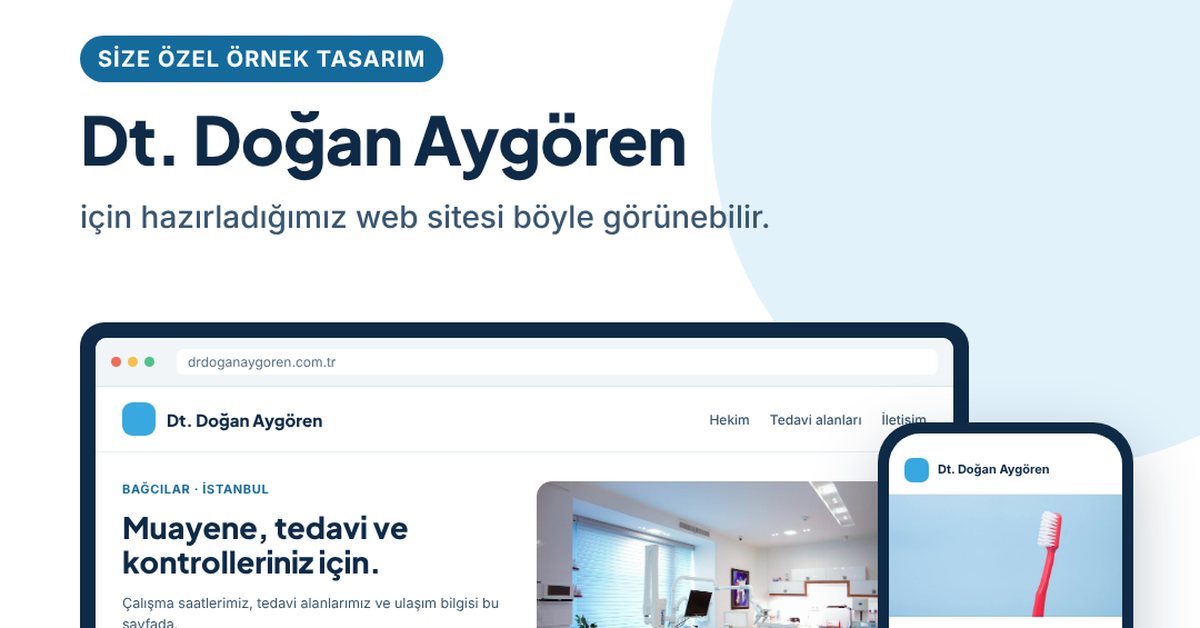 SİZE ÖZEL ÖRNEK TASARIM
Dt. Doğan Aygören
için hazırladığımız web sitesi böyle görünebilir.
drdoganaygoren.com.tr
Dt. Doğan Aygören
Hekim Tedavi alanları İletişim
Dt. Doğan Aygören
BAĞCILAR · İSTANBUL
Muayene, tedavi ve
kontrolleriniz için.
Çalışma saatlerimiz, tedavi alanlarımız ve ulaşım bilgisi bu
sayfada.